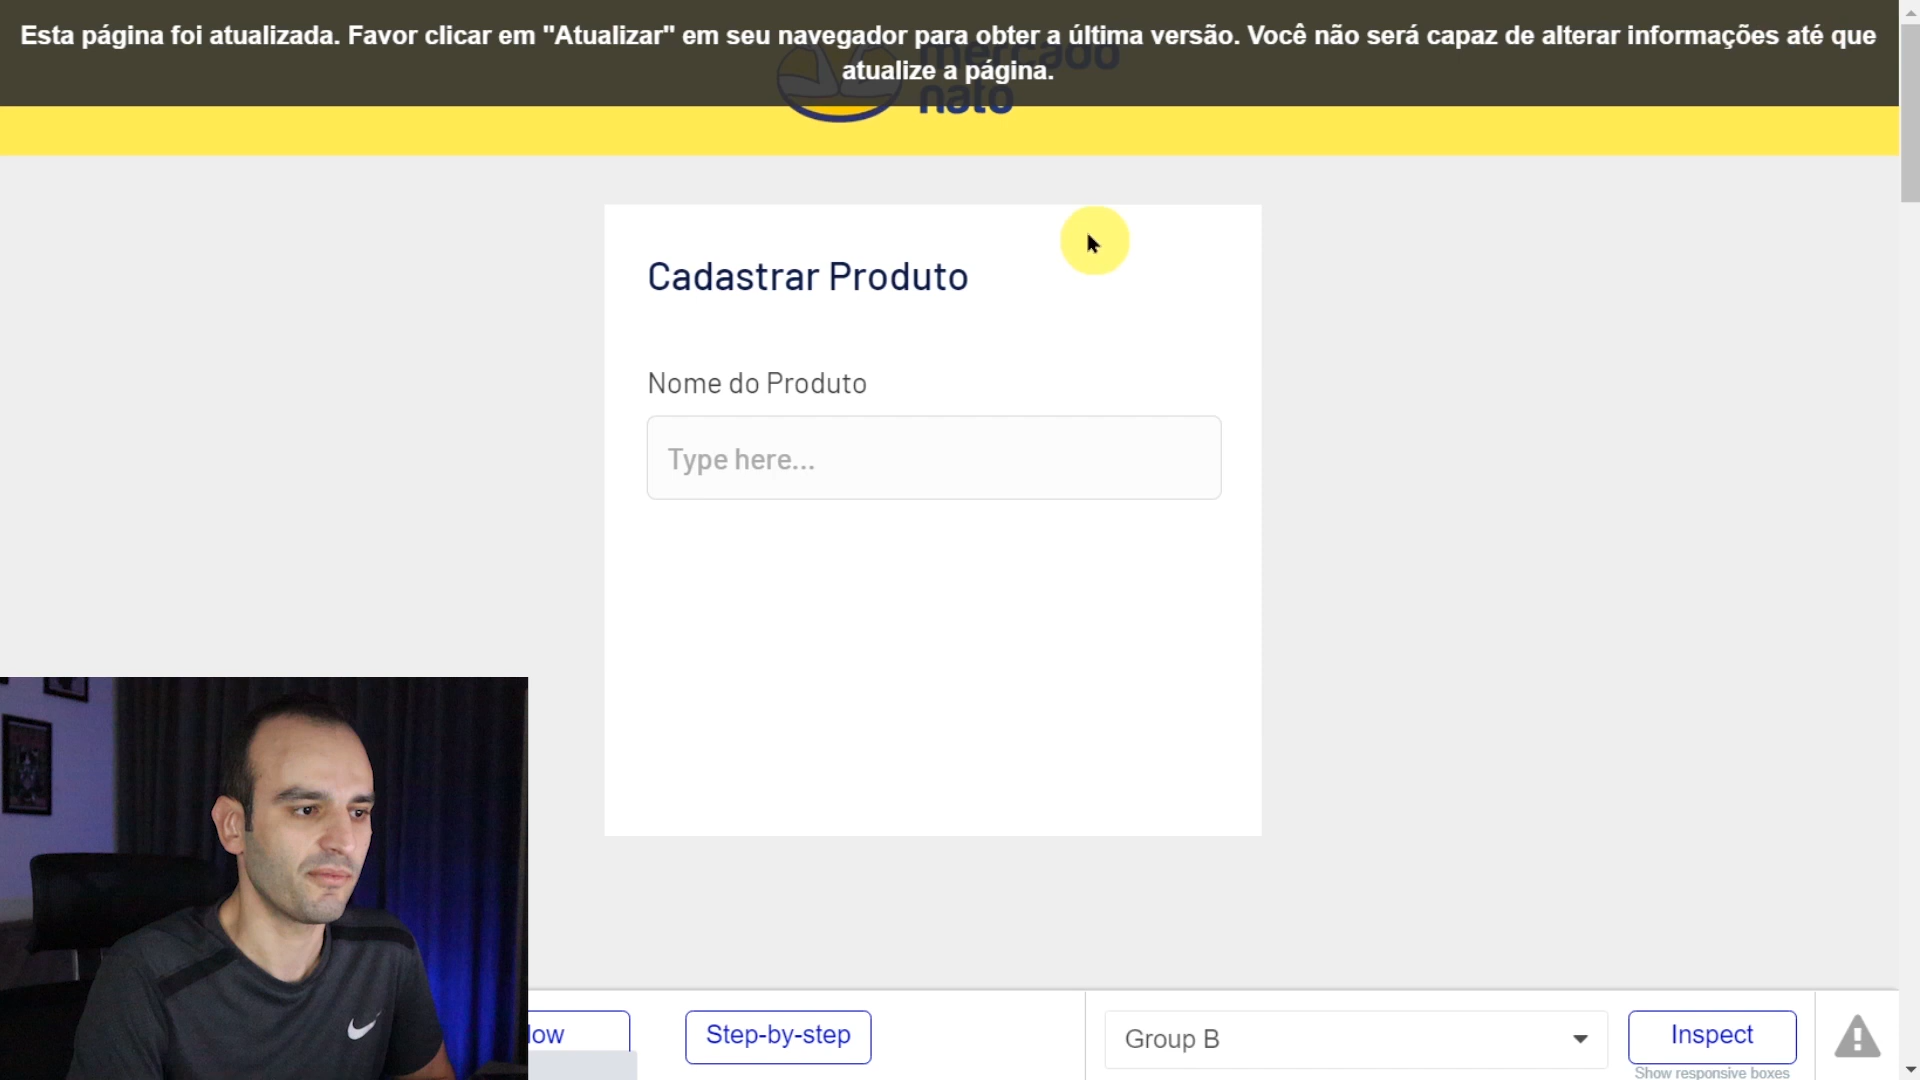 Esta página foi atualizada. Favor clicar em "Atualizar" em seu navegador para obter a última versão. Você não será capaz de alterar informações até que
atualize a página.
mercado
nato
Cadastrar Produto
Nome do Produto
Type here...
low
Step-by-step
Group B
Inspect
Show responsive boxes